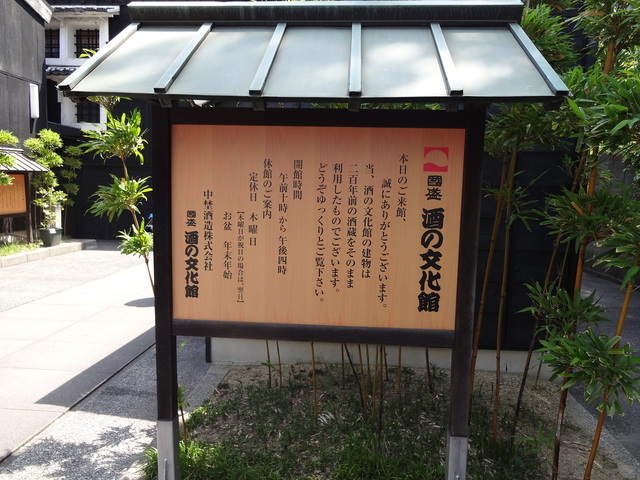 國盛 酒の文化館
本日のご来館、
誠にありがとうございます。
当、酒の文化館の建物は
二百年前の酒蔵をそのまま
利用したものでございます。
どうぞゆっくりとご覧下さい。
開館時間
午前十時から午後四時
休館のご案内
定休日 木曜日
【木曜日が祝日の場合は、翌日】
お盆 年末年始
中埜酒造株式会社
國盛 酒の文化館